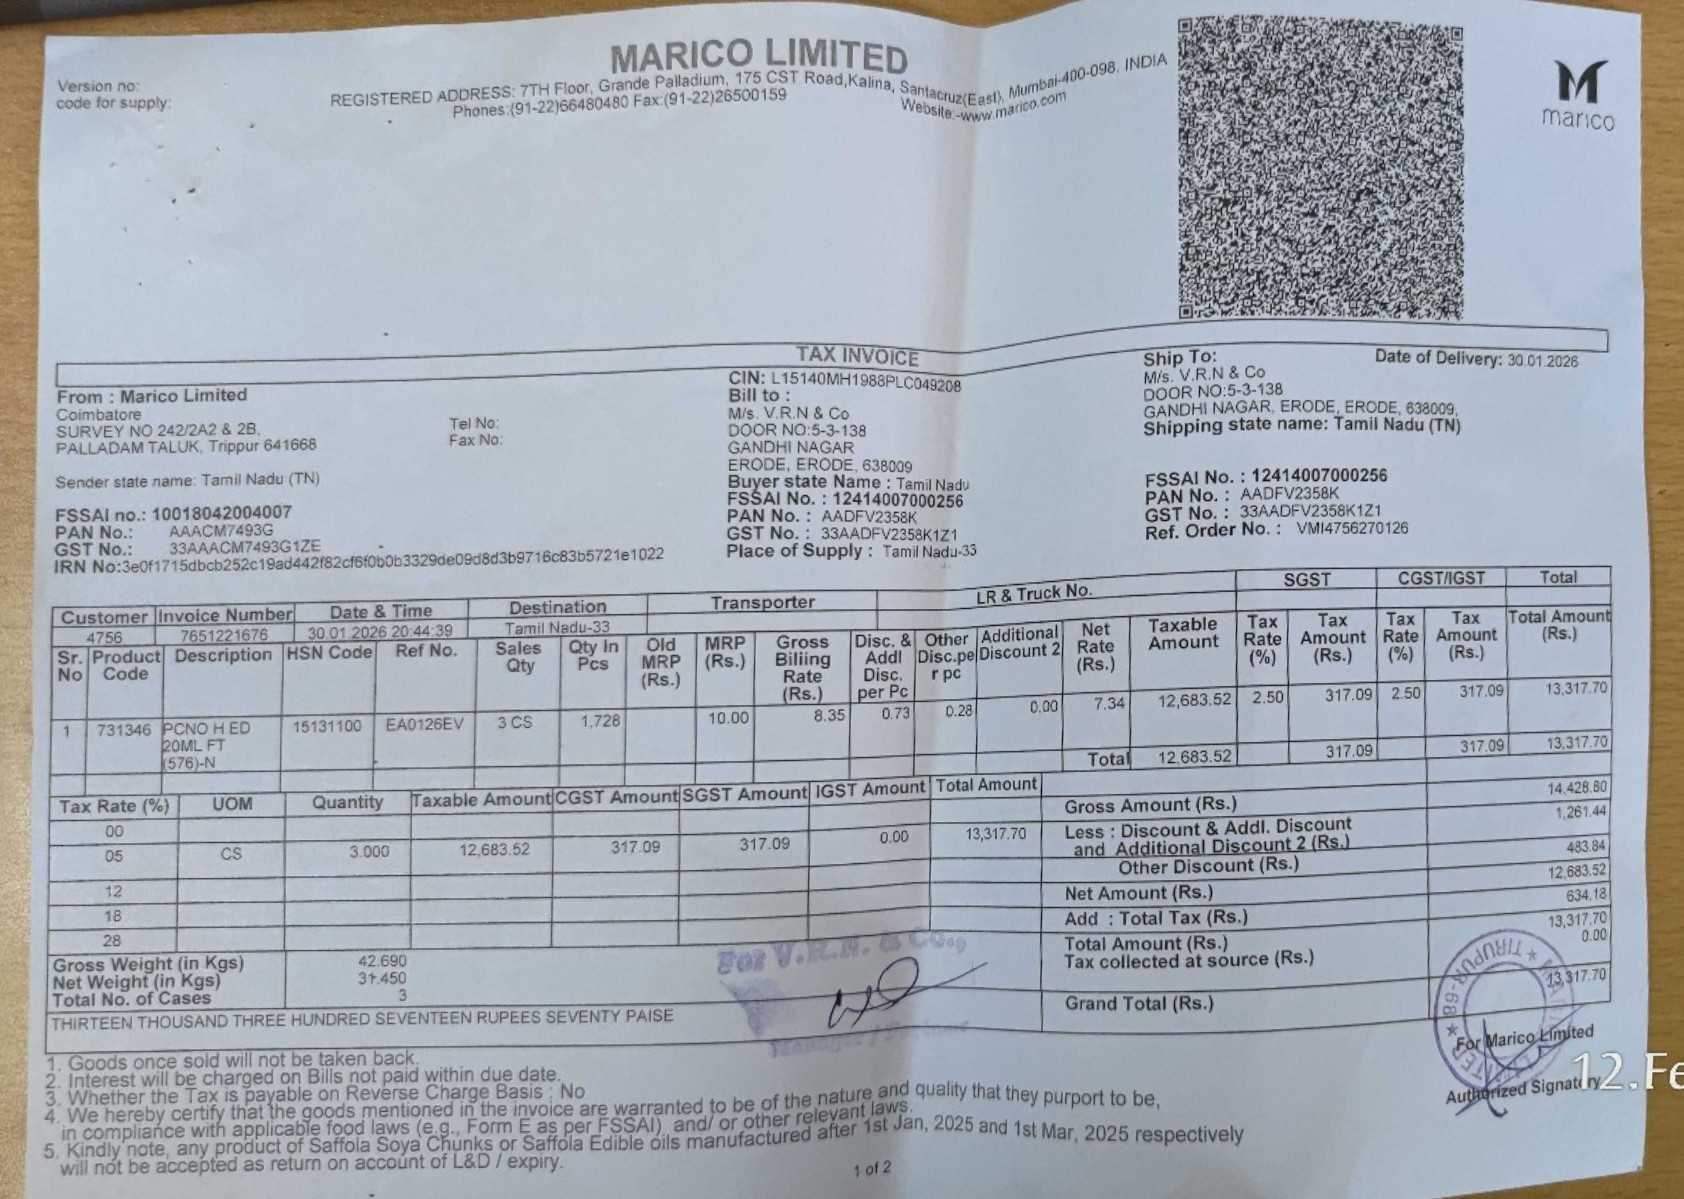 MARICO LIMITED
REGISTERED ADDRESS: 7TH Floor, Grande Palladium, 175 CST Road,Kalina, Santacruz(East), Mumbai-400-098, INDIA
Phones:(91-22)66480480 Fax:(91-22)26500159 Website:-www.marico.com
Version no:
code for supply:
marico
TAX INVOICE
From : Marico Limited
Coimbatore
SURVEY NO 242/2A2 & 2B,
PALLADAM TALUK, Trippur 641668
Tel No:
Fax No:
Sender state name: Tamil Nadu (TN)
FSSAI no.: 10018042004007
PAN No.: AAACM7493G
GST No.: 33AAACM7493G1ZE
IRN No:3e0f1715dbcb252c19ad442f82cf6f0b0b3329de09d8d3b9716c83b5721e1022
CIN: L15140MH1988PLC049208
Bill to :
M/s. V.R.N & Co
DOOR NO:5-3-138
GANDHI NAGAR
ERODE, ERODE, 638009
Buyer state Name : Tamil Nadu
FSSAI No. : 12414007000256
PAN No. : AADFV2358K
GST No. : 33AADFV2358K1Z1
Place of Supply : Tamil Nadu-33
Ship To: Date of Delivery: 30.01.2026
M/s. V.R.N & Co
DOOR NO:5-3-138
GANDHI NAGAR, ERODE, ERODE, 638009,
Shipping state name: Tamil Nadu (TN)
FSSAI No. : 12414007000256
PAN No. : AADFV2358K
GST No. : 33AADFV2358K1Z1
Ref. Order No. : VMI4756270126
Customer Invoice Number Date & Time Destination Transporter LR & Truck No. SGST CGST/IGST Total
4756 7651221676 30.01.2026 20:44:39 Tamil Nadu-33
Sr. No Product Code Description HSN Code Ref No. Sales Qty Qty In Pcs Old MRP (Rs.) MRP (Rs.) Gross Billing Rate (Rs.) Disc. & Addl Disc. per Pc Other Disc.pe r pc Additional Discount 2 Net Rate (Rs.) Taxable Amount Tax Rate (%) Tax Amount (Rs.) Tax Rate (%) Tax Amount (Rs.) Total Amount (Rs.)
1 731346 PCNO H ED 20ML FT (576)-N 15131100 EA0126EV 3 CS 1,728 10.00 8.35 0.73 0.28 0.00 7.34 12,683.52 2.50 317.09 2.50 317.09 13,317.70
Total 12,683.52 317.09 317.09 13,317.70
Tax Rate (%) UOM Quantity Taxable Amount CGST Amount SGST Amount IGST Amount Total Amount
00
05 CS 3.000 12,683.52 317.09 317.09 0.00 13,317.70
12
18
28
Gross Amount (Rs.) 14,428.80
Less : Discount & Addl. Discount
and Additional Discount 2 (Rs.) 1,261.44
Other Discount (Rs.) 483.84
Net Amount (Rs.) 12,683.52
Add : Total Tax (Rs.) 634.18
Total Amount (Rs.) 13,317.70
Tax collected at source (Rs.) 0.00
Grand Total (Rs.) 13,317.70
Gross Weight (in Kgs) 42.690
Net Weight (in Kgs) 31.450
Total No. of Cases 3
THIRTEEN THOUSAND THREE HUNDRED SEVENTEEN RUPEES SEVENTY PAISE
For V.R.N. & Co.,
For Marico Limited
Authorized Signatory
12.Fe
1. Goods once sold will not be taken back.
2. Interest will be charged on Bills not paid within due date.
3. Whether the Tax is payable on Reverse Charge Basis : No
4. We hereby certify that the goods mentioned in the invoice are warranted to be of the nature and quality that they purport to be,
in compliance with applicable food laws (e.g., Form E as per FSSAI) and/ or other relevant laws.
5. Kindly note, any product of Saffola Soya Chunks or Saffola Edible oils manufactured after 1st Jan, 2025 and 1st Mar, 2025 respectively
will not be accepted as return on account of L&D / expiry.
1 of 2